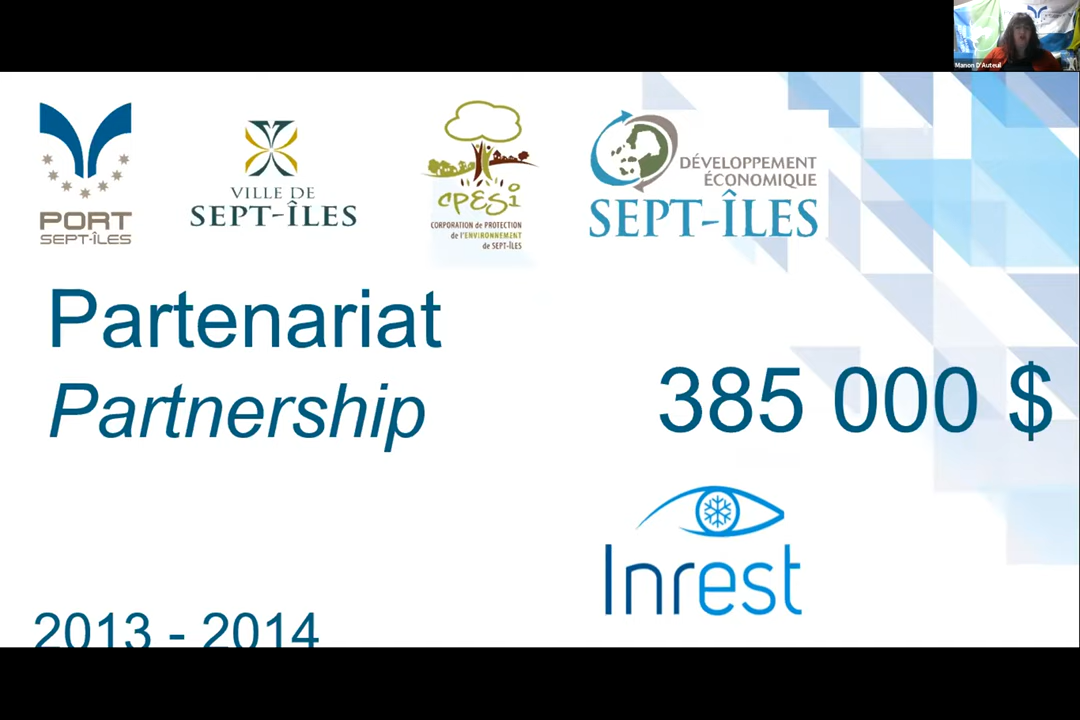 Manon D'Auteuil
PORT
SEPT-ÎLES
VILLE DE
SEPT-ÎLES
CPESI
CORPORATION de PROTECTION
de l'ENVIRONNEMENT
de SEPT-ÎLES
DÉVELOPPEMENT
ÉCONOMIQUE
SEPT-ÎLES
Partenariat
Partnership
385 000 $
Inrest
2013 - 2014